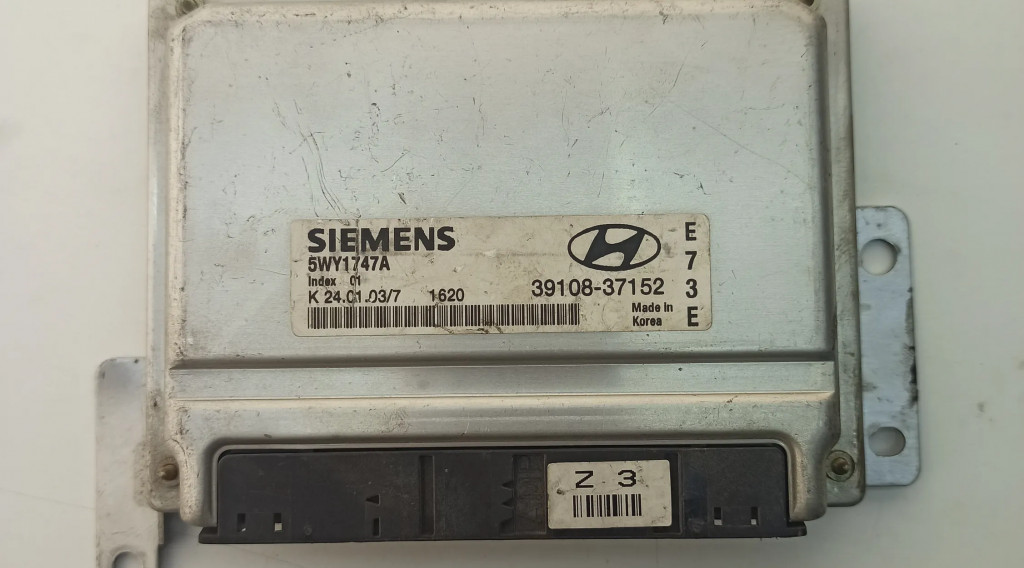 SIEMENS
5WY1747A
Index 01
K 24.01.03/7 1620
39108-37152
Made in
Korea
E
7
3
E
Z 3